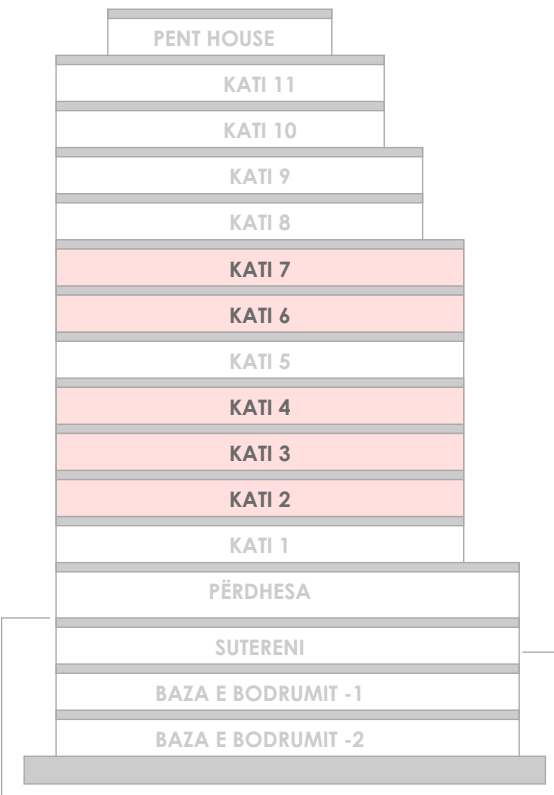 PENT HOUSE
KATI 11
KATI 10
KATI 9
KATI 8
KATI 7
KATI 6
KATI 5
KATI 4
KATI 3
KATI 2
KATI 1
PËRDHESA
SUTERENI
BAZA E BODRUMIT -1
BAZA E BODRUMIT -2